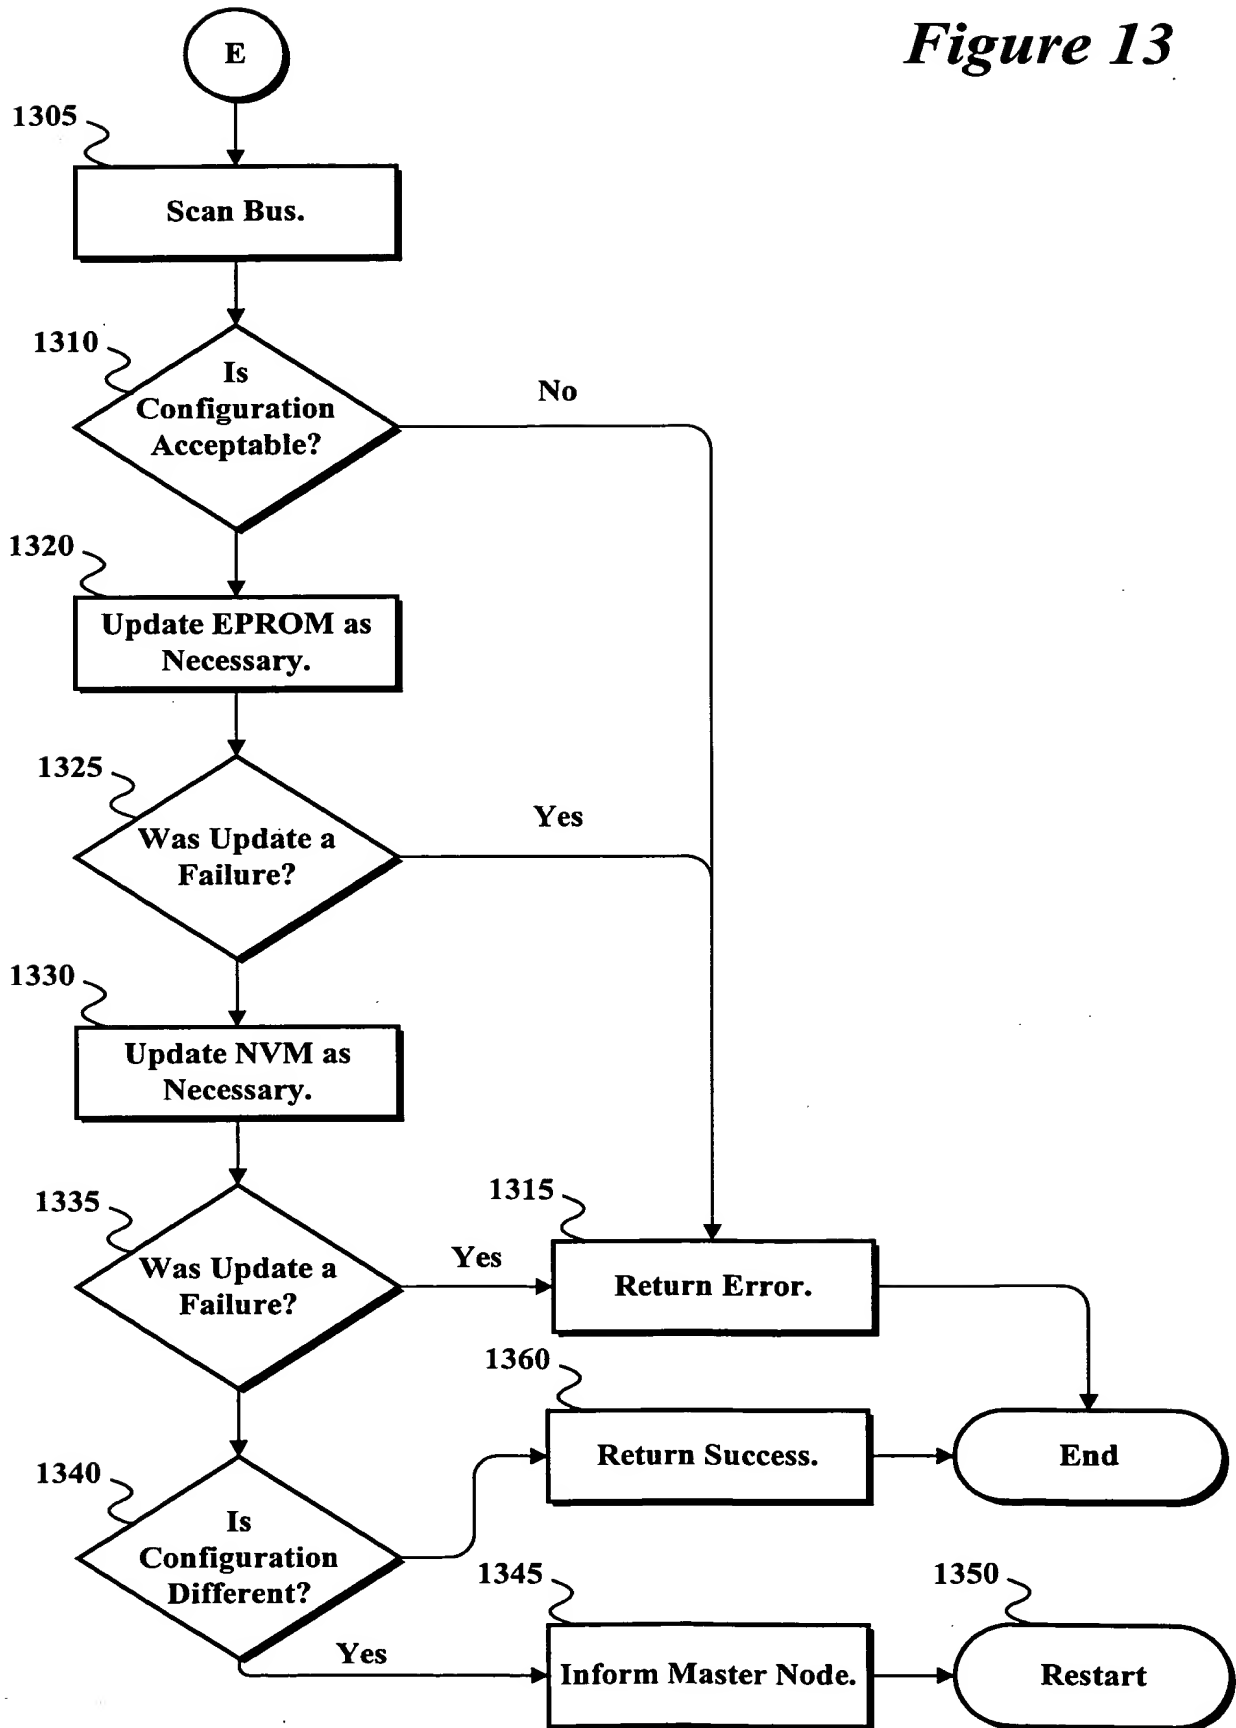 Figure 13
E
1305
Scan Bus.
1310
Is
Configuration
Acceptable?
No
1320
Update EPROM as
Necessary.
1325
Was Update a
Failure?
Yes
1330
Update NVM as
Necessary.
1335
Was Update a
Failure?
Yes
1315
Return Error.
1360
Return Success.
End
1340
Is
Configuration
Different?
Yes
1345
Inform Master Node.
1350
Restart